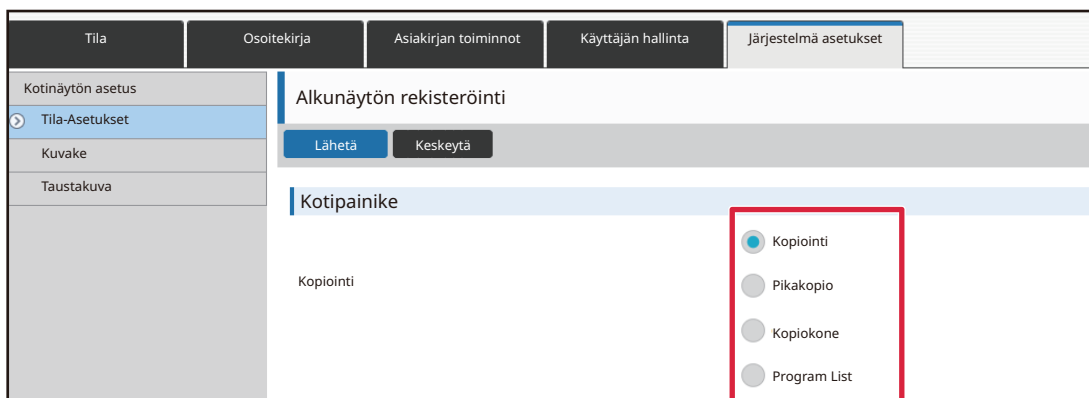 Tila
Osoitekirja
Asiakirjan toiminnot
Käyttäjän hallinta
Järjestelmä asetukset
Kotinäytön asetus
Tila-Asetukset
Kuvake
Taustakuva
Alkunäytön rekisteröinti
Lähetä
Keskeytä
Kotipainike
Kopiointi
Kopiointi
Pikakopio
Kopiokone
Program List